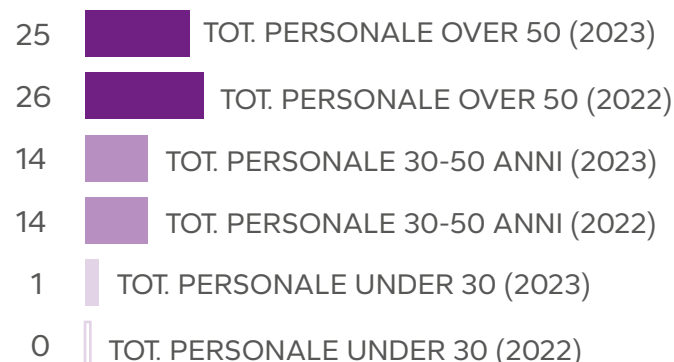 25 TOT. PERSONALE OVER 50 (2023)
26 TOT. PERSONALE OVER 50 (2022)
14 TOT. PERSONALE 30-50 ANNI (2023)
14 TOT. PERSONALE 30-50 ANNI (2022)
1 TOT. PERSONALE UNDER 30 (2023)
0 TOT. PERSONALE UNDER 30 (2022)